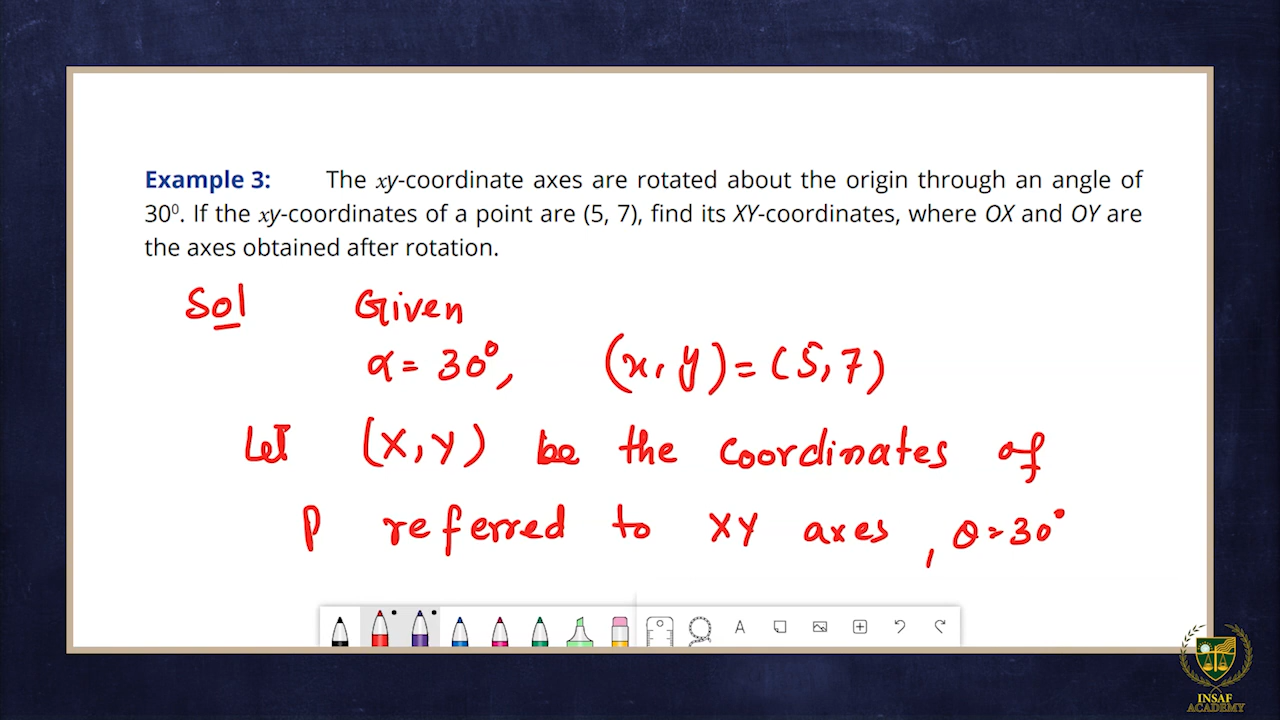 Example 3: The xy-coordinate axes are rotated about the origin through an angle of
30⁰. If the xy-coordinates of a point are (5, 7), find its XY-coordinates, where OX and OY are
the axes obtained after rotation.
Sol Given
α = 30°, (x, y) = (5, 7)
Let (X, Y) be the coordinates of
P referred to XY axes, θ = 30°
A
INSAF
ACADEMY